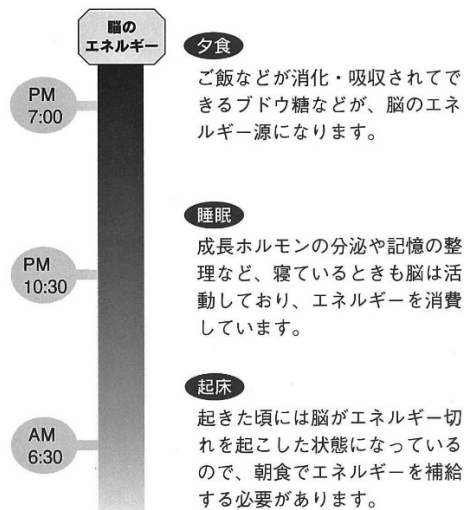 脳の
エネルギー
夕食
PM
7:00
ご飯などが消化・吸収されてで
きるブドウ糖などが、脳のエネ
ルギー源になります。
睡眠
PM
10:30
成長ホルモンの分泌や記憶の整
理など、寝ているときも脳は活
動しており、エネルギーを消費
しています。
起床
AM
6:30
起きた頃には脳がエネルギー切
れを起こした状態になっている
ので、朝食でエネルギーを補給
する必要があります。